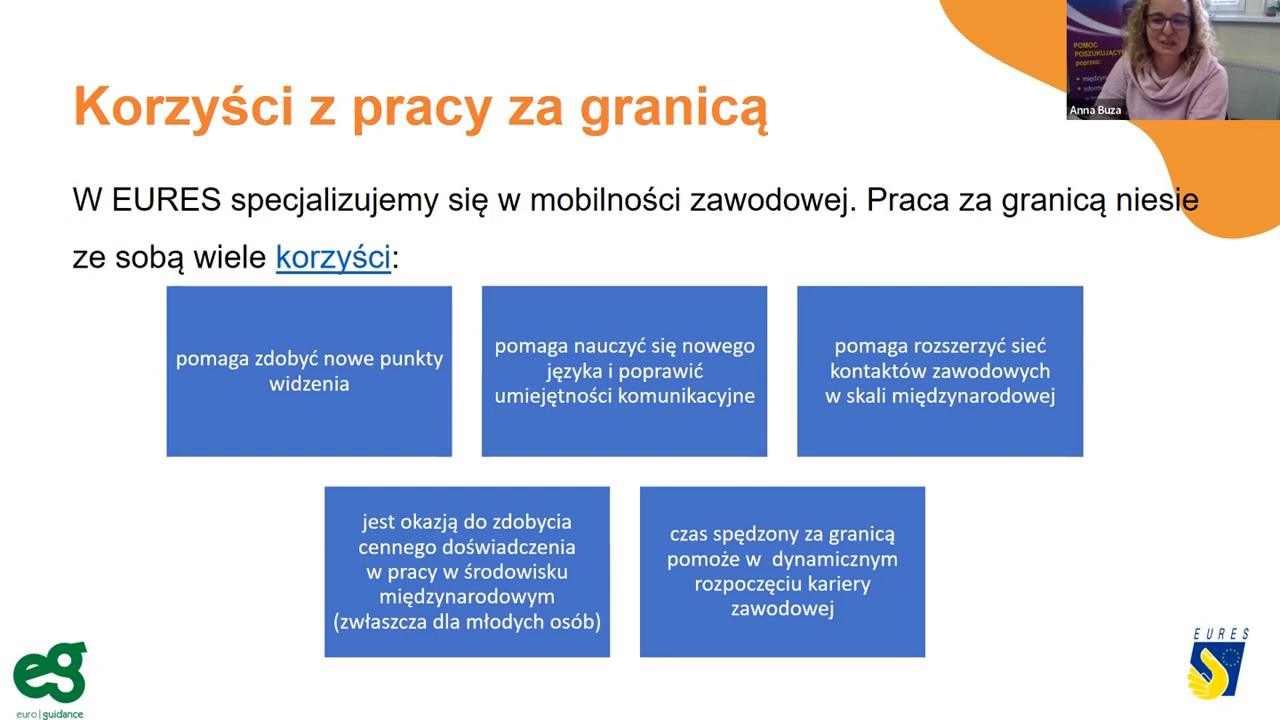 Korzyści z pracy za granicą
W EURES specjalizujemy się w mobilności zawodowej. Praca za granicą niesie
ze sobą wiele korzyści:
pomaga zdobyć nowe punkty
widzenia
pomaga nauczyć się nowego
języka i poprawić
umiejętności komunikacyjne
pomaga rozszerzyć sieć
kontaktów zawodowych
w skali międzynarodowej
jest okazją do zdobycia
cennego doświadczenia
w pracy w środowisku
międzynarodowym
(zwłaszcza dla młodych osób)
czas spędzony za granicą
pomoże w  dynamicznym
rozpoczęciu kariery
zawodowej
POMOC
poprzez:
Anna Buza
eg
euro|guidance
EURES